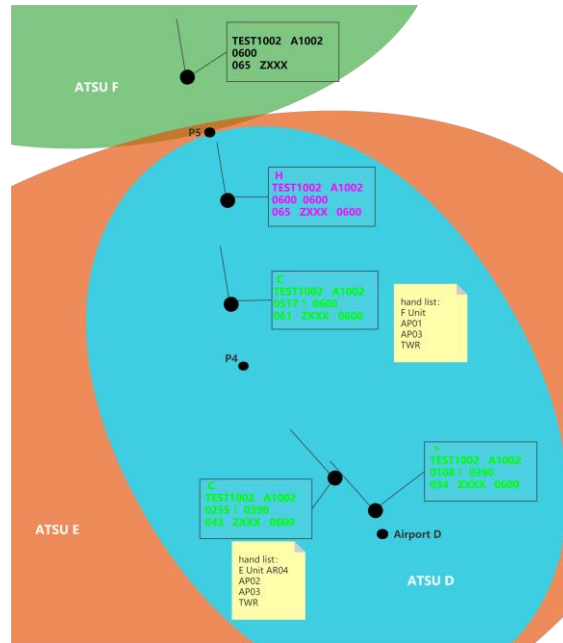 TEST1002 A1002
0600
065 ZXXX
ATSU F
P5
H
TEST1002 A1002
0600 0600
065 ZXXX 0600
C
TEST1002 A1002
0517 ! 0600
061 ZXXX 0600
hand list:
F Unit
AP01
AP03
TWR
P4
>
TEST1002 A1002
0108 ! 0390
034 ZXXX 0600
C
TEST1002 A1002
0255 ! 0390
043 ZXXX 0600
Airport D
ATSU E
hand list:
E Unit AR04
AP02
AP03
TWR
ATSU D